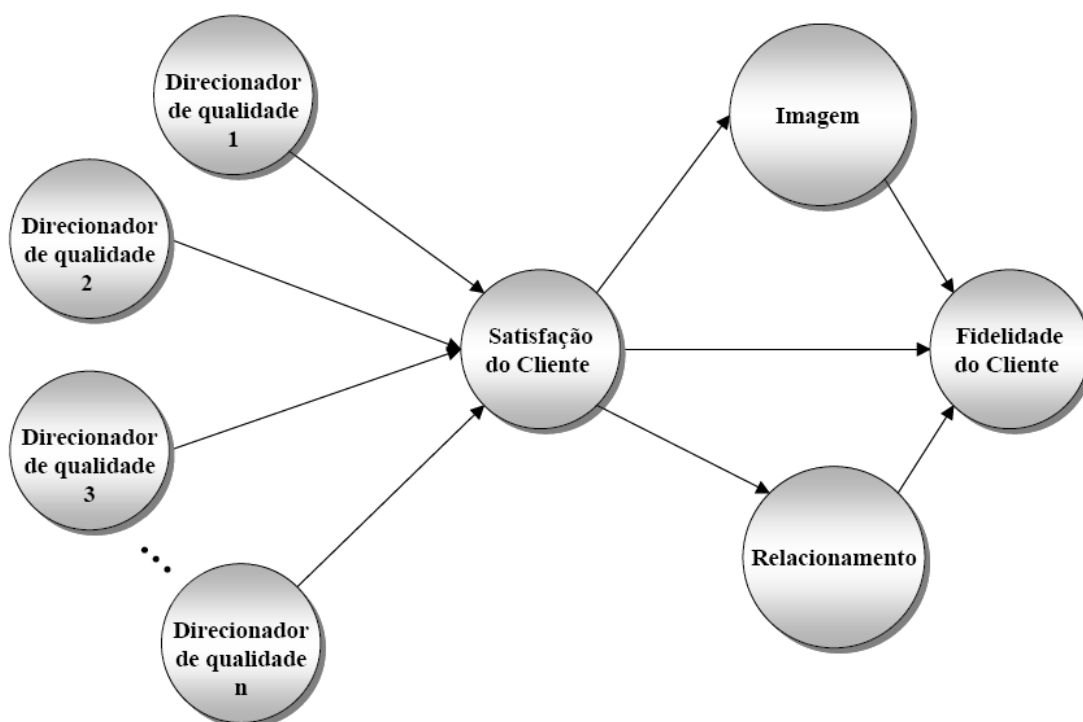 Direcionador
de qualidade
1
Direcionador
de qualidade
2
Direcionador
de qualidade
3
Direcionador
de qualidade
n
Satisfação
do Cliente
Imagem
Relacionamento
Fidelidade
do Cliente